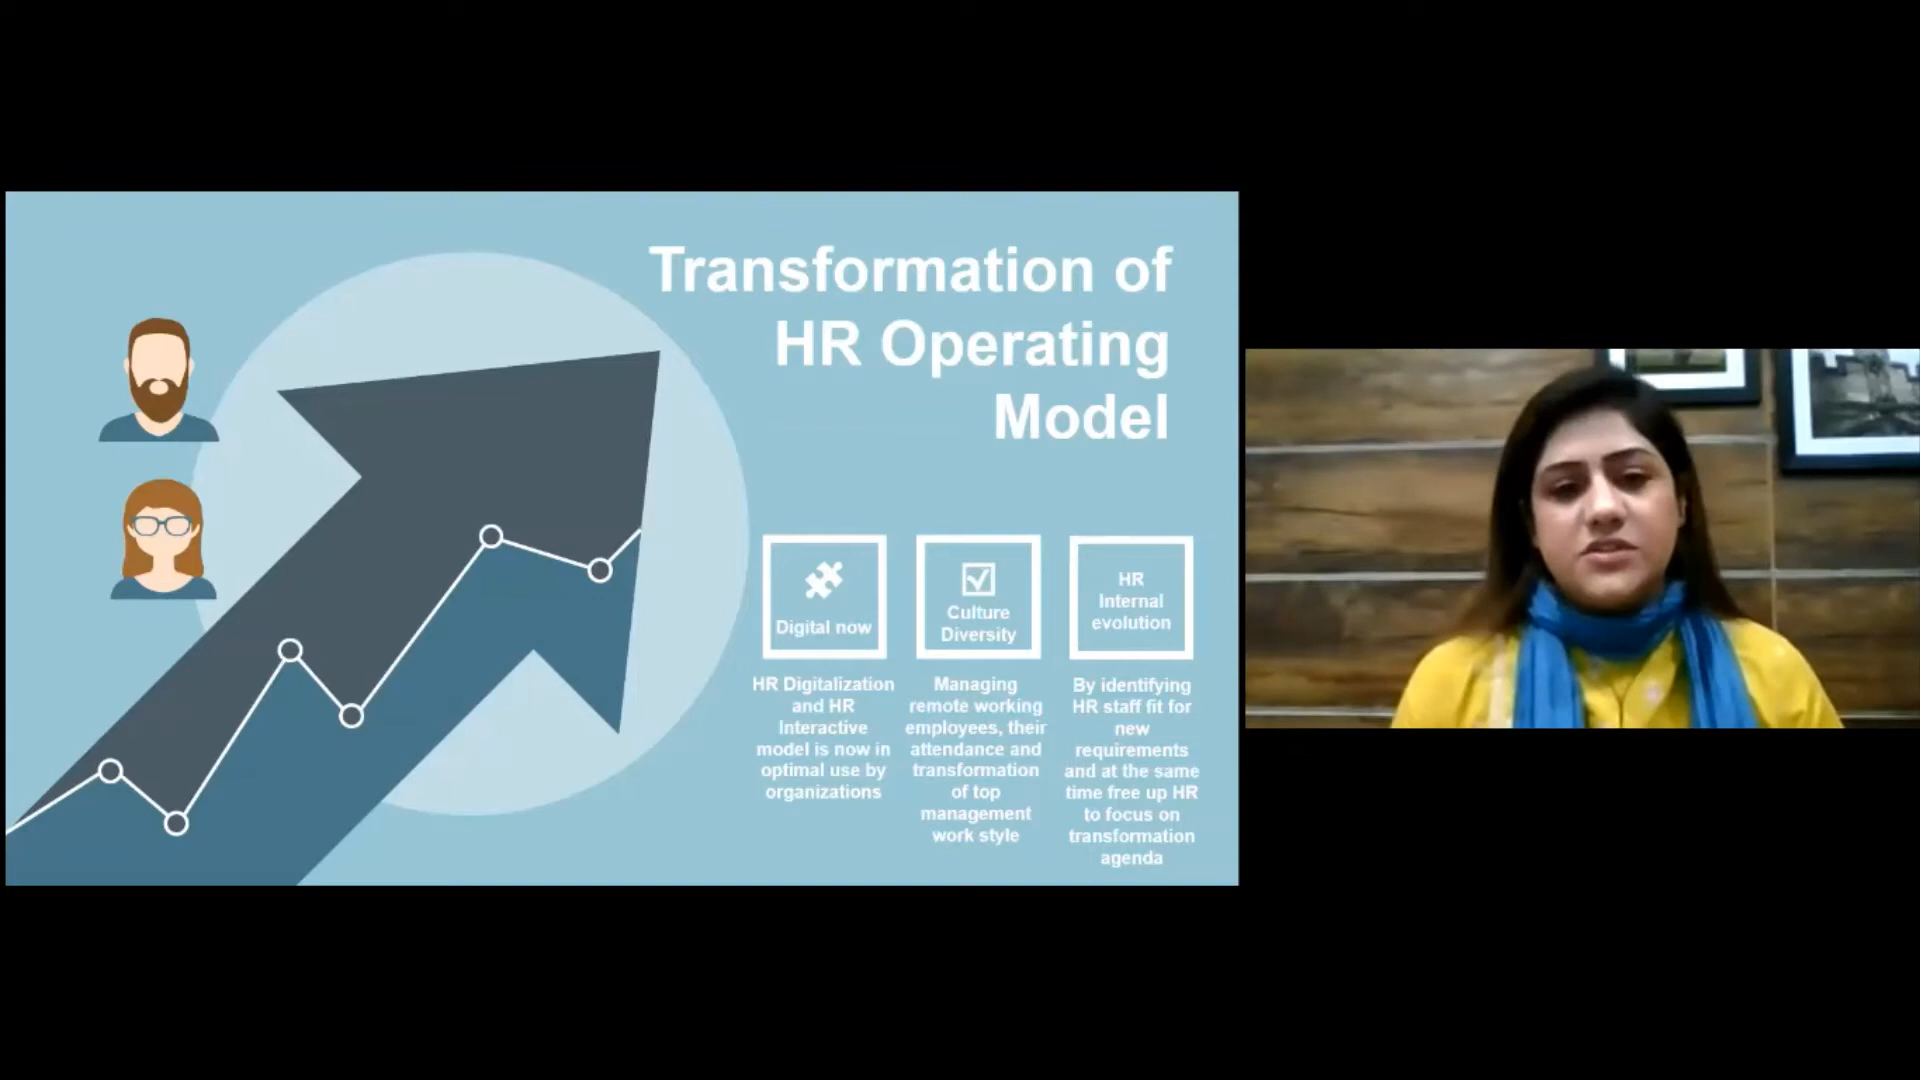 Transformation of
HR Operating
Model
Digital now
HR Digitalization
and HR
Interactive
model is now in
optimal use by
organizations
Culture
Diversity
Managing
remote working
employees, their
attendance and
transformation
of top
management
work style
HR
Internal
evolution
By identifying
HR staff fit for
new
requirements
and at the same
time free up HR
to focus on
transformation
agenda